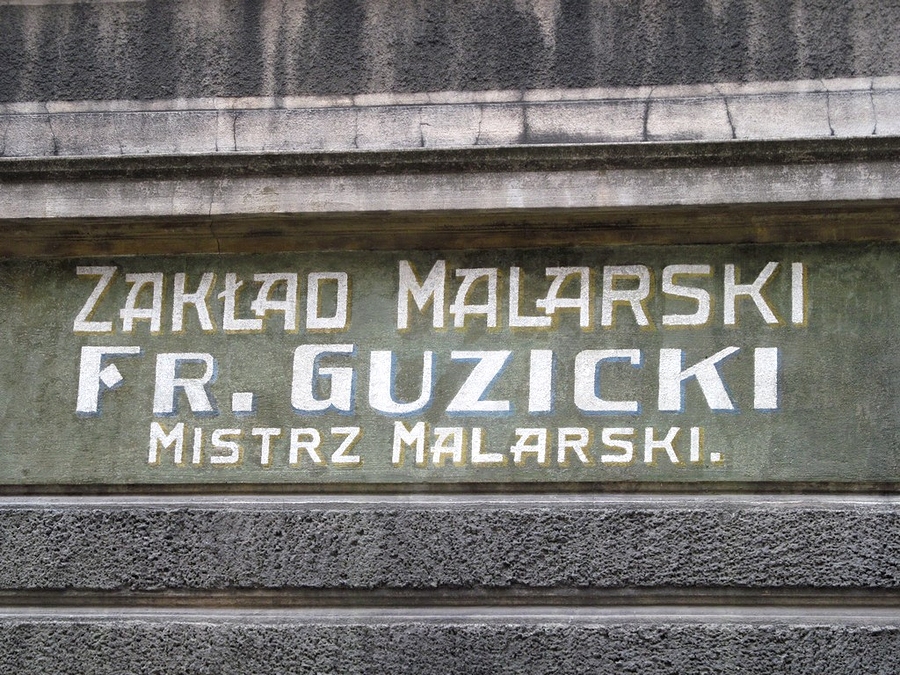 ZAKŁAD MALARSKI
FR. GUZICKI
MISTRZ MALARSKI.